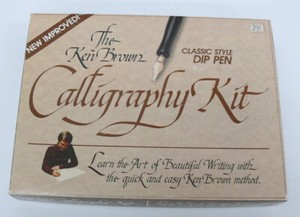 NEW IMPROVED!
The
Ken Brown
CLASSIC STYLE
DIP PEN
Calligraphy Kit
Learn the Art of Beautiful Writing with
the quick and easy Ken Brown method.